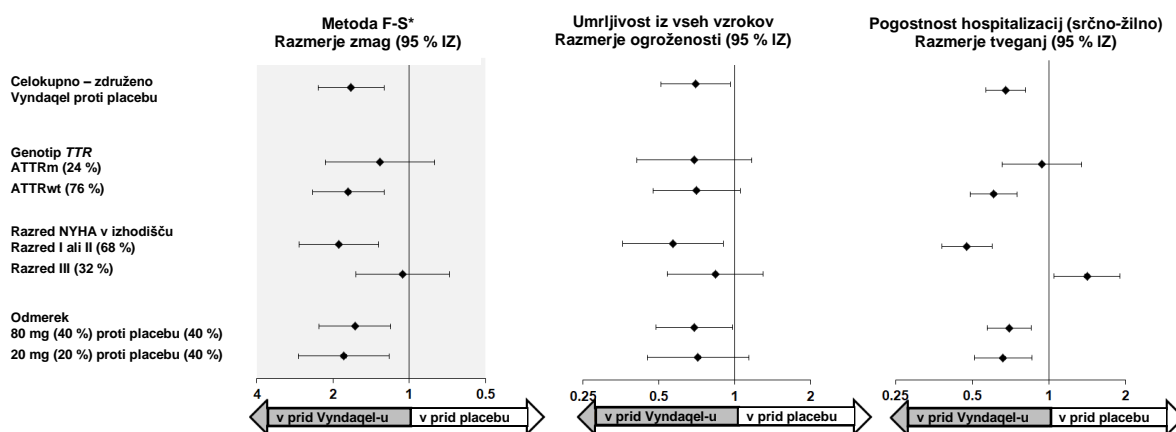 Metoda F-S*
Razmerje zmag (95 % IZ)
Umrljivost iz vseh vzrokov
Razmerje ogroženosti (95 % IZ)
Pogostnost hospitalizacij (srčno-žilno)
Razmerje tveganj (95 % IZ)
Celokupno – združeno
Vyndaqel proti placebu
Genotip TTR
ATTRm (24 %)
ATTRwt (76 %)
Razred NYHA v izhodišču
Razred I ali II (68 %)
Razred III (32 %)
Odmerek
80 mg (40 %) proti placebu (40 %)
20 mg (20 %) proti placebu (40 %)
4 2 1 0.5
0.25 0.5 1 2
0.25 0.5 1 2
v prid Vyndaqel-u v prid placebu
v prid Vyndaqel-u v prid placebu
v prid Vyndaqel-u v prid placebu